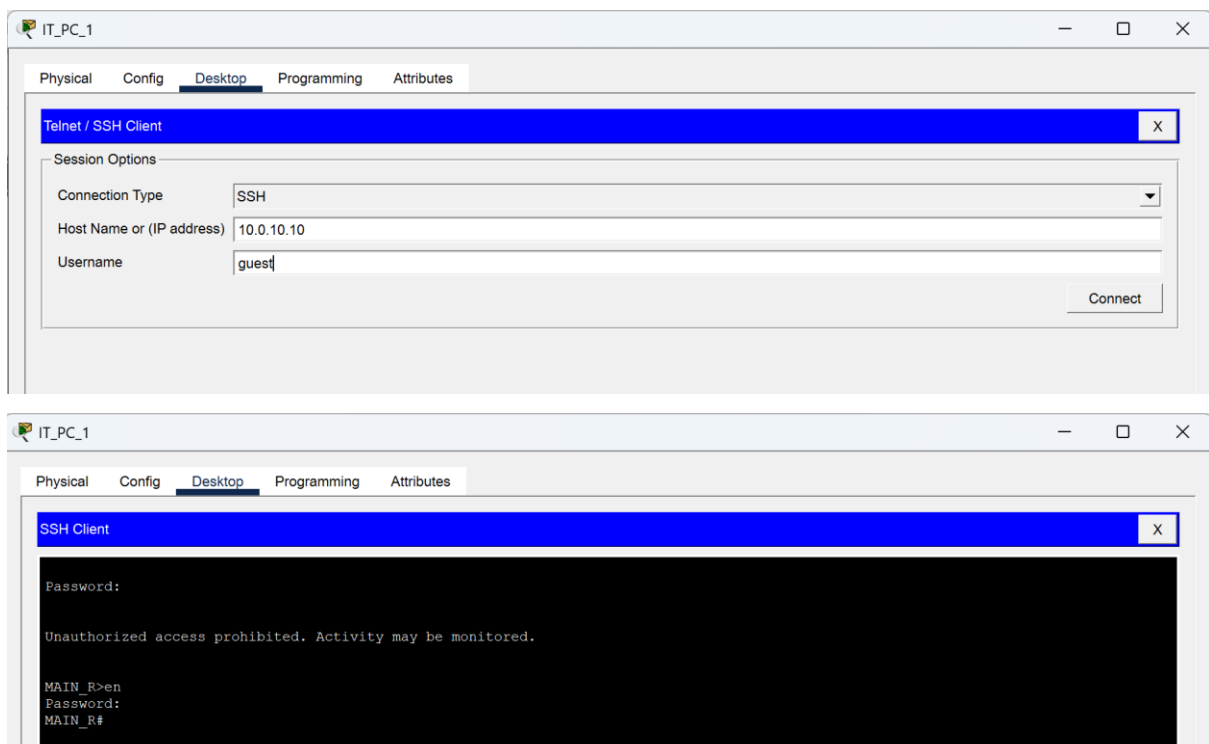 IT_PC_1
Physical Config Desktop Programming Attributes
Telnet / SSH Client X
Session Options
Connection Type SSH
Host Name or (IP address) 10.0.10.10
Username guest
Connect
IT_PC_1
Physical Config Desktop Programming Attributes
SSH Client X
Password:
Unauthorized access prohibited. Activity may be monitored.
MAIN_R>en
Password:
MAIN_R#